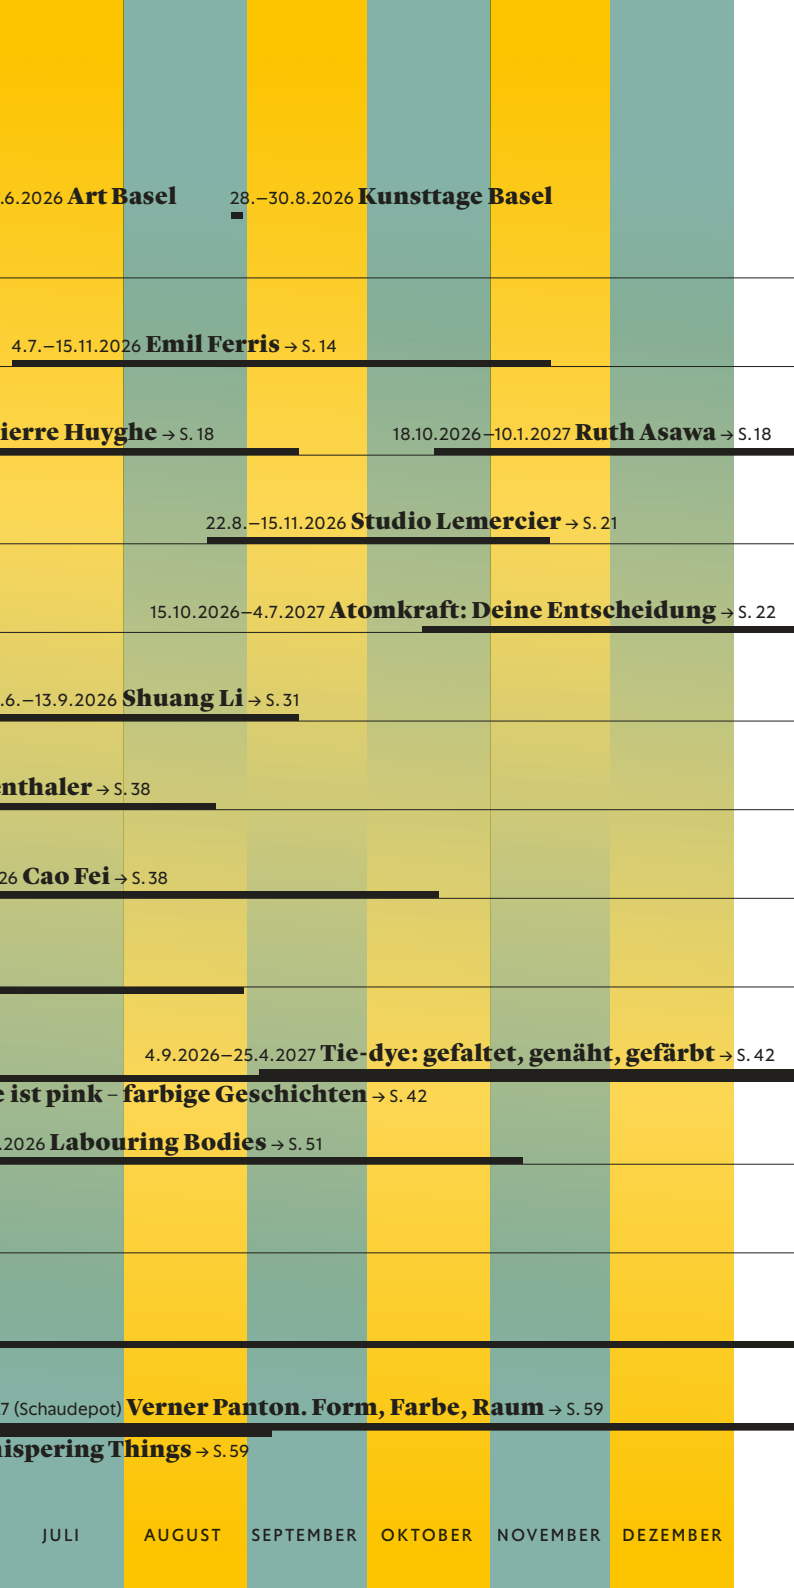 .6.2026 Art Basel 28.–30.8.2026 Kunsttage Basel
4.7.–15.11.2026 Emil Ferris → S. 14
ierre Huyghe → S. 18 18.10.2026–10.1.2027 Ruth Asawa → S. 18
22.8.–15.11.2026 Studio Lemercier → S. 21
15.10.2026–4.7.2027 Atomkraft: Deine Entscheidung → S. 22
.6.–13.9.2026 Shuang Li → S. 31
enthaler → S. 38
26 Cao Fei → S. 38
4.9.2026–25.4.2027 Tie-dye: gefaltet, genäht, gefärbt → S. 42
e ist pink – farbige Geschichten → S. 42
.2026 Labouring Bodies → S. 51
7 (Schaudepot) Verner Panton. Form, Farbe, Raum → S. 59
hispering Things → S. 59
JULI AUGUST SEPTEMBER OKTOBER NOVEMBER DEZEMBER